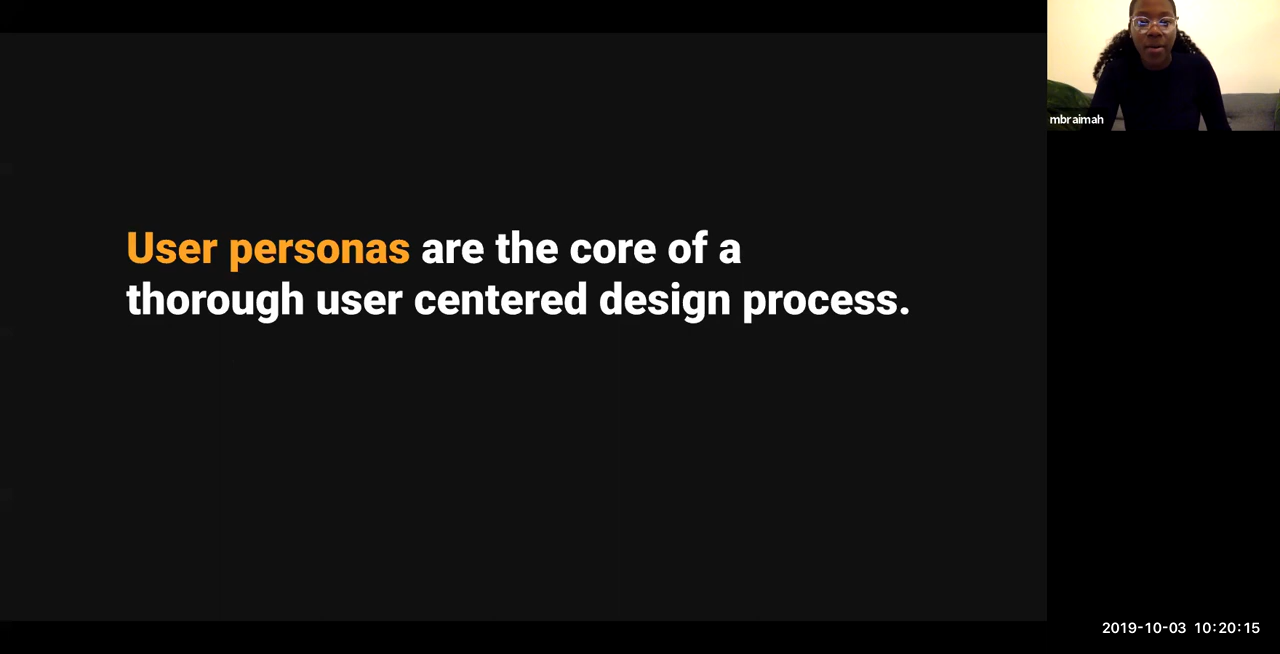 User personas are the core of a
thorough user centered design process.
mbraimah
2019-10-03 10:20:15